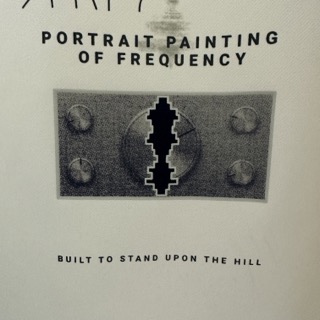 PORTRAIT PAINTING
OF FREQUENCY
BUILT TO STAND UPON THE HILL